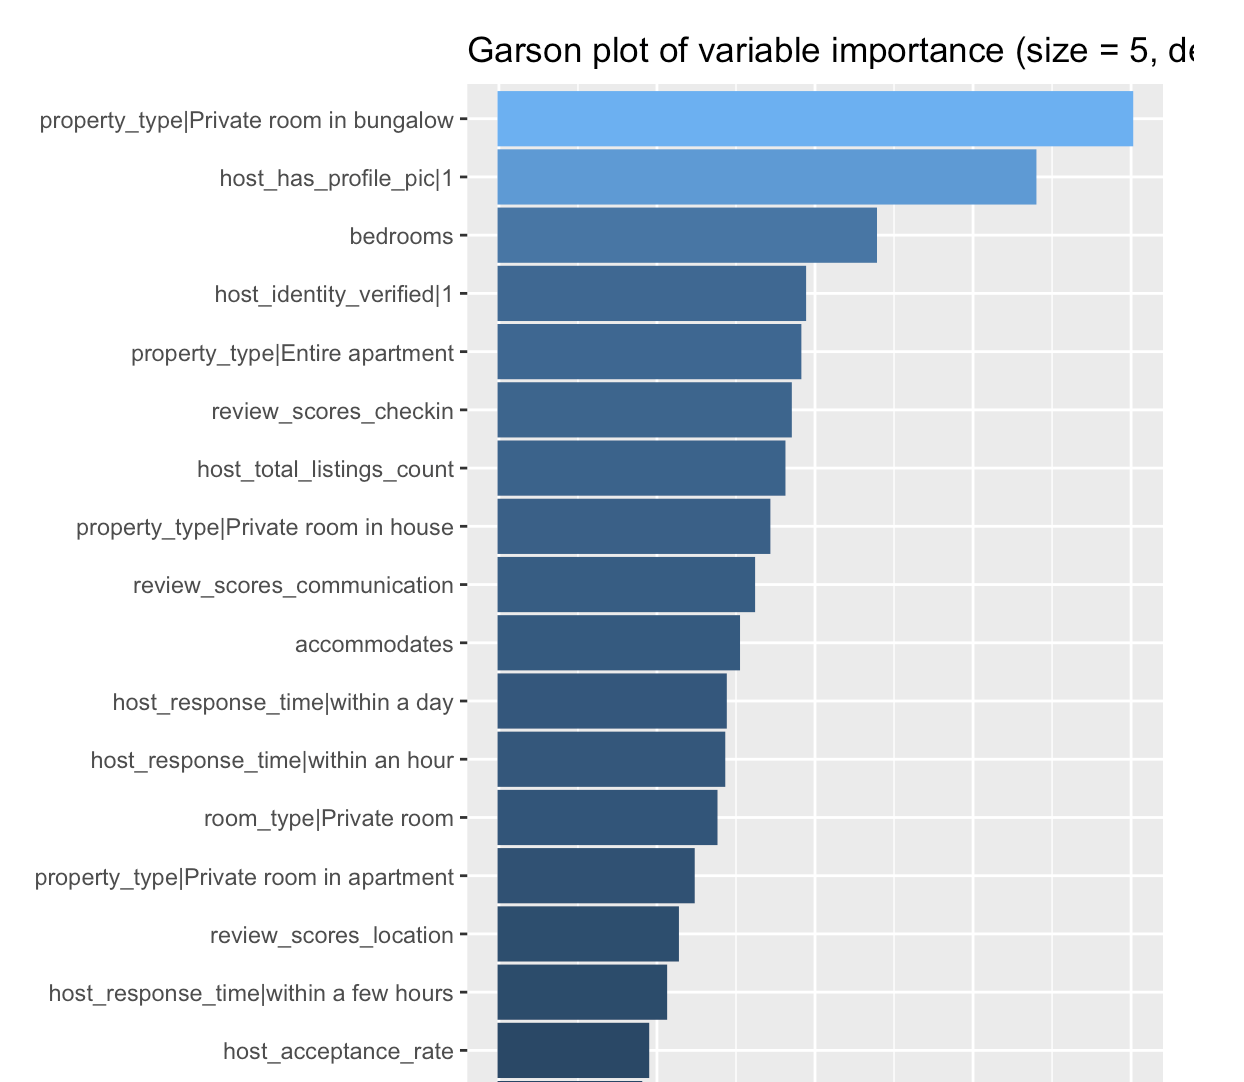 Garson plot of variable importance (size = 5, de
property_type|Private room in bungalow
host_has_profile_pic|1
bedrooms
host_identity_verified|1
property_type|Entire apartment
review_scores_checkin
host_total_listings_count
property_type|Private room in house
review_scores_communication
accommodates
host_response_time|within a day
host_response_time|within an hour
room_type|Private room
property_type|Private room in apartment
review_scores_location
host_response_time|within a few hours
host_acceptance_rate